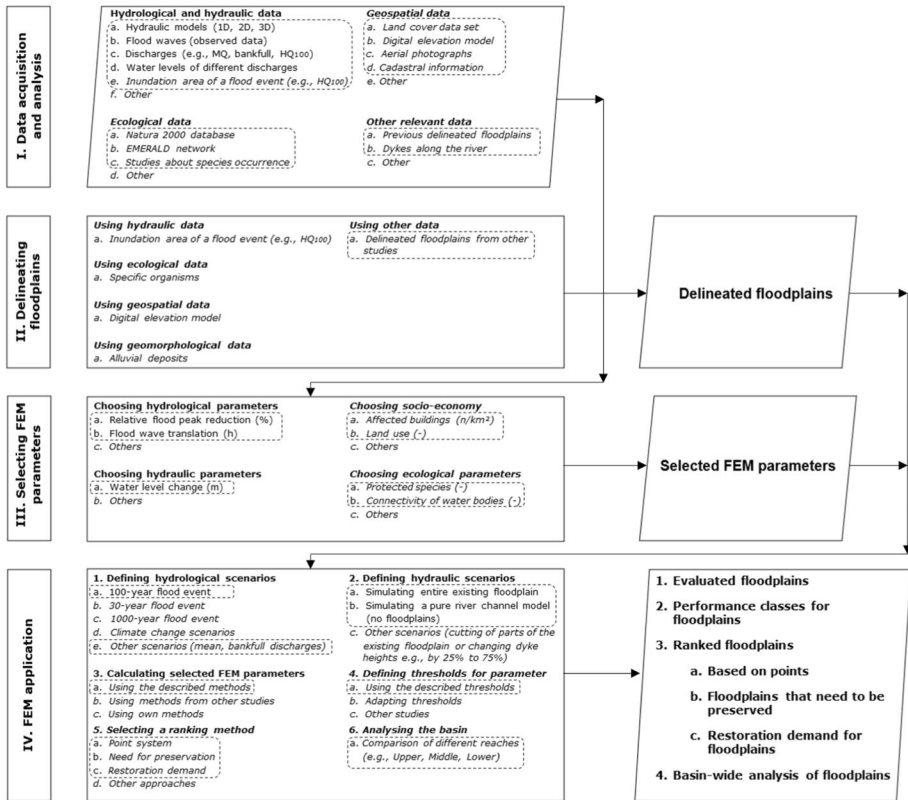 I. Data acquisition
and analysis
Hydrological and hydraulic data
a. Hydraulic models (1D, 2D, 3D)
b. Flood waves (observed data)
c. Discharges (e.g., MQ, bankfull, HQ100)
d. Water levels of different discharges
e. Inundation area of a flood event (e.g., HQ100)
f. Other
Geospatial data
a. Land cover data set
b. Digital elevation model
c. Aerial photographs
d. Cadastral information
e. Other
Ecological data
a. Natura 2000 database
b. EMERALD network
c. Studies about species occurrence
d. Other
Other relevant data
a. Previous delineated floodplains
b. Dykes along the river
c. Other
II. Delineating
floodplains
Using hydraulic data
a. Inundation area of a flood event (e.g., HQ100)
Using ecological data
a. Specific organisms
Using geospatial data
a. Digital elevation model
Using geomorphological data
a. Alluvial deposits
Using other data
a. Delineated floodplains from other
studies
Delineated floodplains
III. Selecting FEM
parameters
Choosing hydrological parameters
a. Relative flood peak reduction (%)
b. Flood wave translation (h)
c. Others
Choosing socio-economy
a. Affected buildings (n/km²)
b. Land use (-)
c. Others
Choosing hydraulic parameters
a. Water level change (m)
b. Others
Choosing ecological parameters
a. Protected species (-)
b. Connectivity of water bodies (-)
c. Others
Selected FEM parameters
IV. FEM application
1. Defining hydrological scenarios
a. 100-year flood event
b. 30-year flood event
c. 1000-year flood event
d. Climate change scenarios
e. Other scenarios (mean, bankfull discharges)
2. Defining hydraulic scenarios
a. Simulating entire existing floodplain
b. Simulating a pure river channel model
(no floodplains)
c. Other scenarios (cutting of parts of the
existing floodplain or changing dyke
heights e.g., by 25% to 75%)
3. Calculating selected FEM parameters
a. Using the described methods
b. Using methods from other studies
c. Using own methods
4. Defining thresholds for parameter
a. Using the described thresholds
b. Adapting thresholds
c. Other studies
5. Selecting a ranking method
a. Point system
b. Need for preservation
c. Restoration demand
d. Other approaches
6. Analysing the basin
a. Comparison of different reaches
(e.g., Upper, Middle, Lower)
1. Evaluated floodplains
2. Performance classes for
floodplains
3. Ranked floodplains
a. Based on points
b. Floodplains that need to be
preserved
c. Restoration demand for
floodplains
4. Basin-wide analysis of floodplains